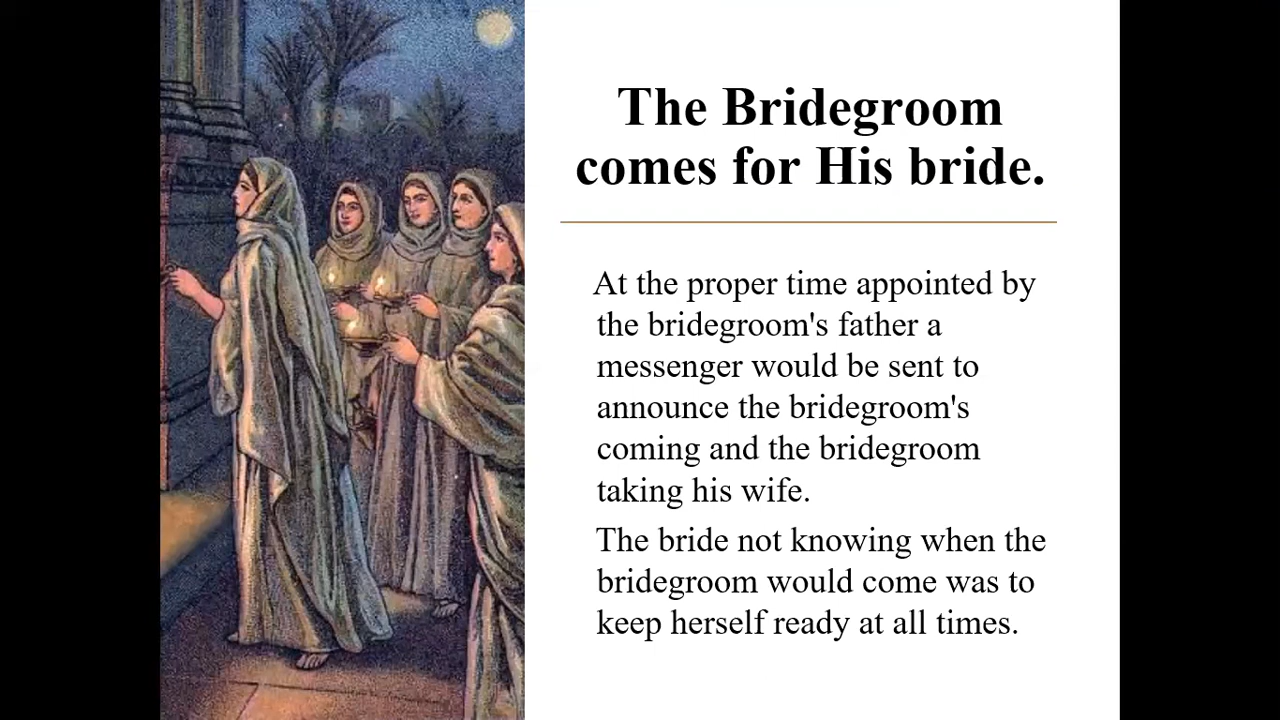 The Bridegroom
comes for His bride.
At the proper time appointed by
the bridegroom's father a
messenger would be sent to
announce the bridegroom's
coming and the bridegroom
taking his wife.
The bride not knowing when the
bridegroom would come was to
keep herself ready at all times.